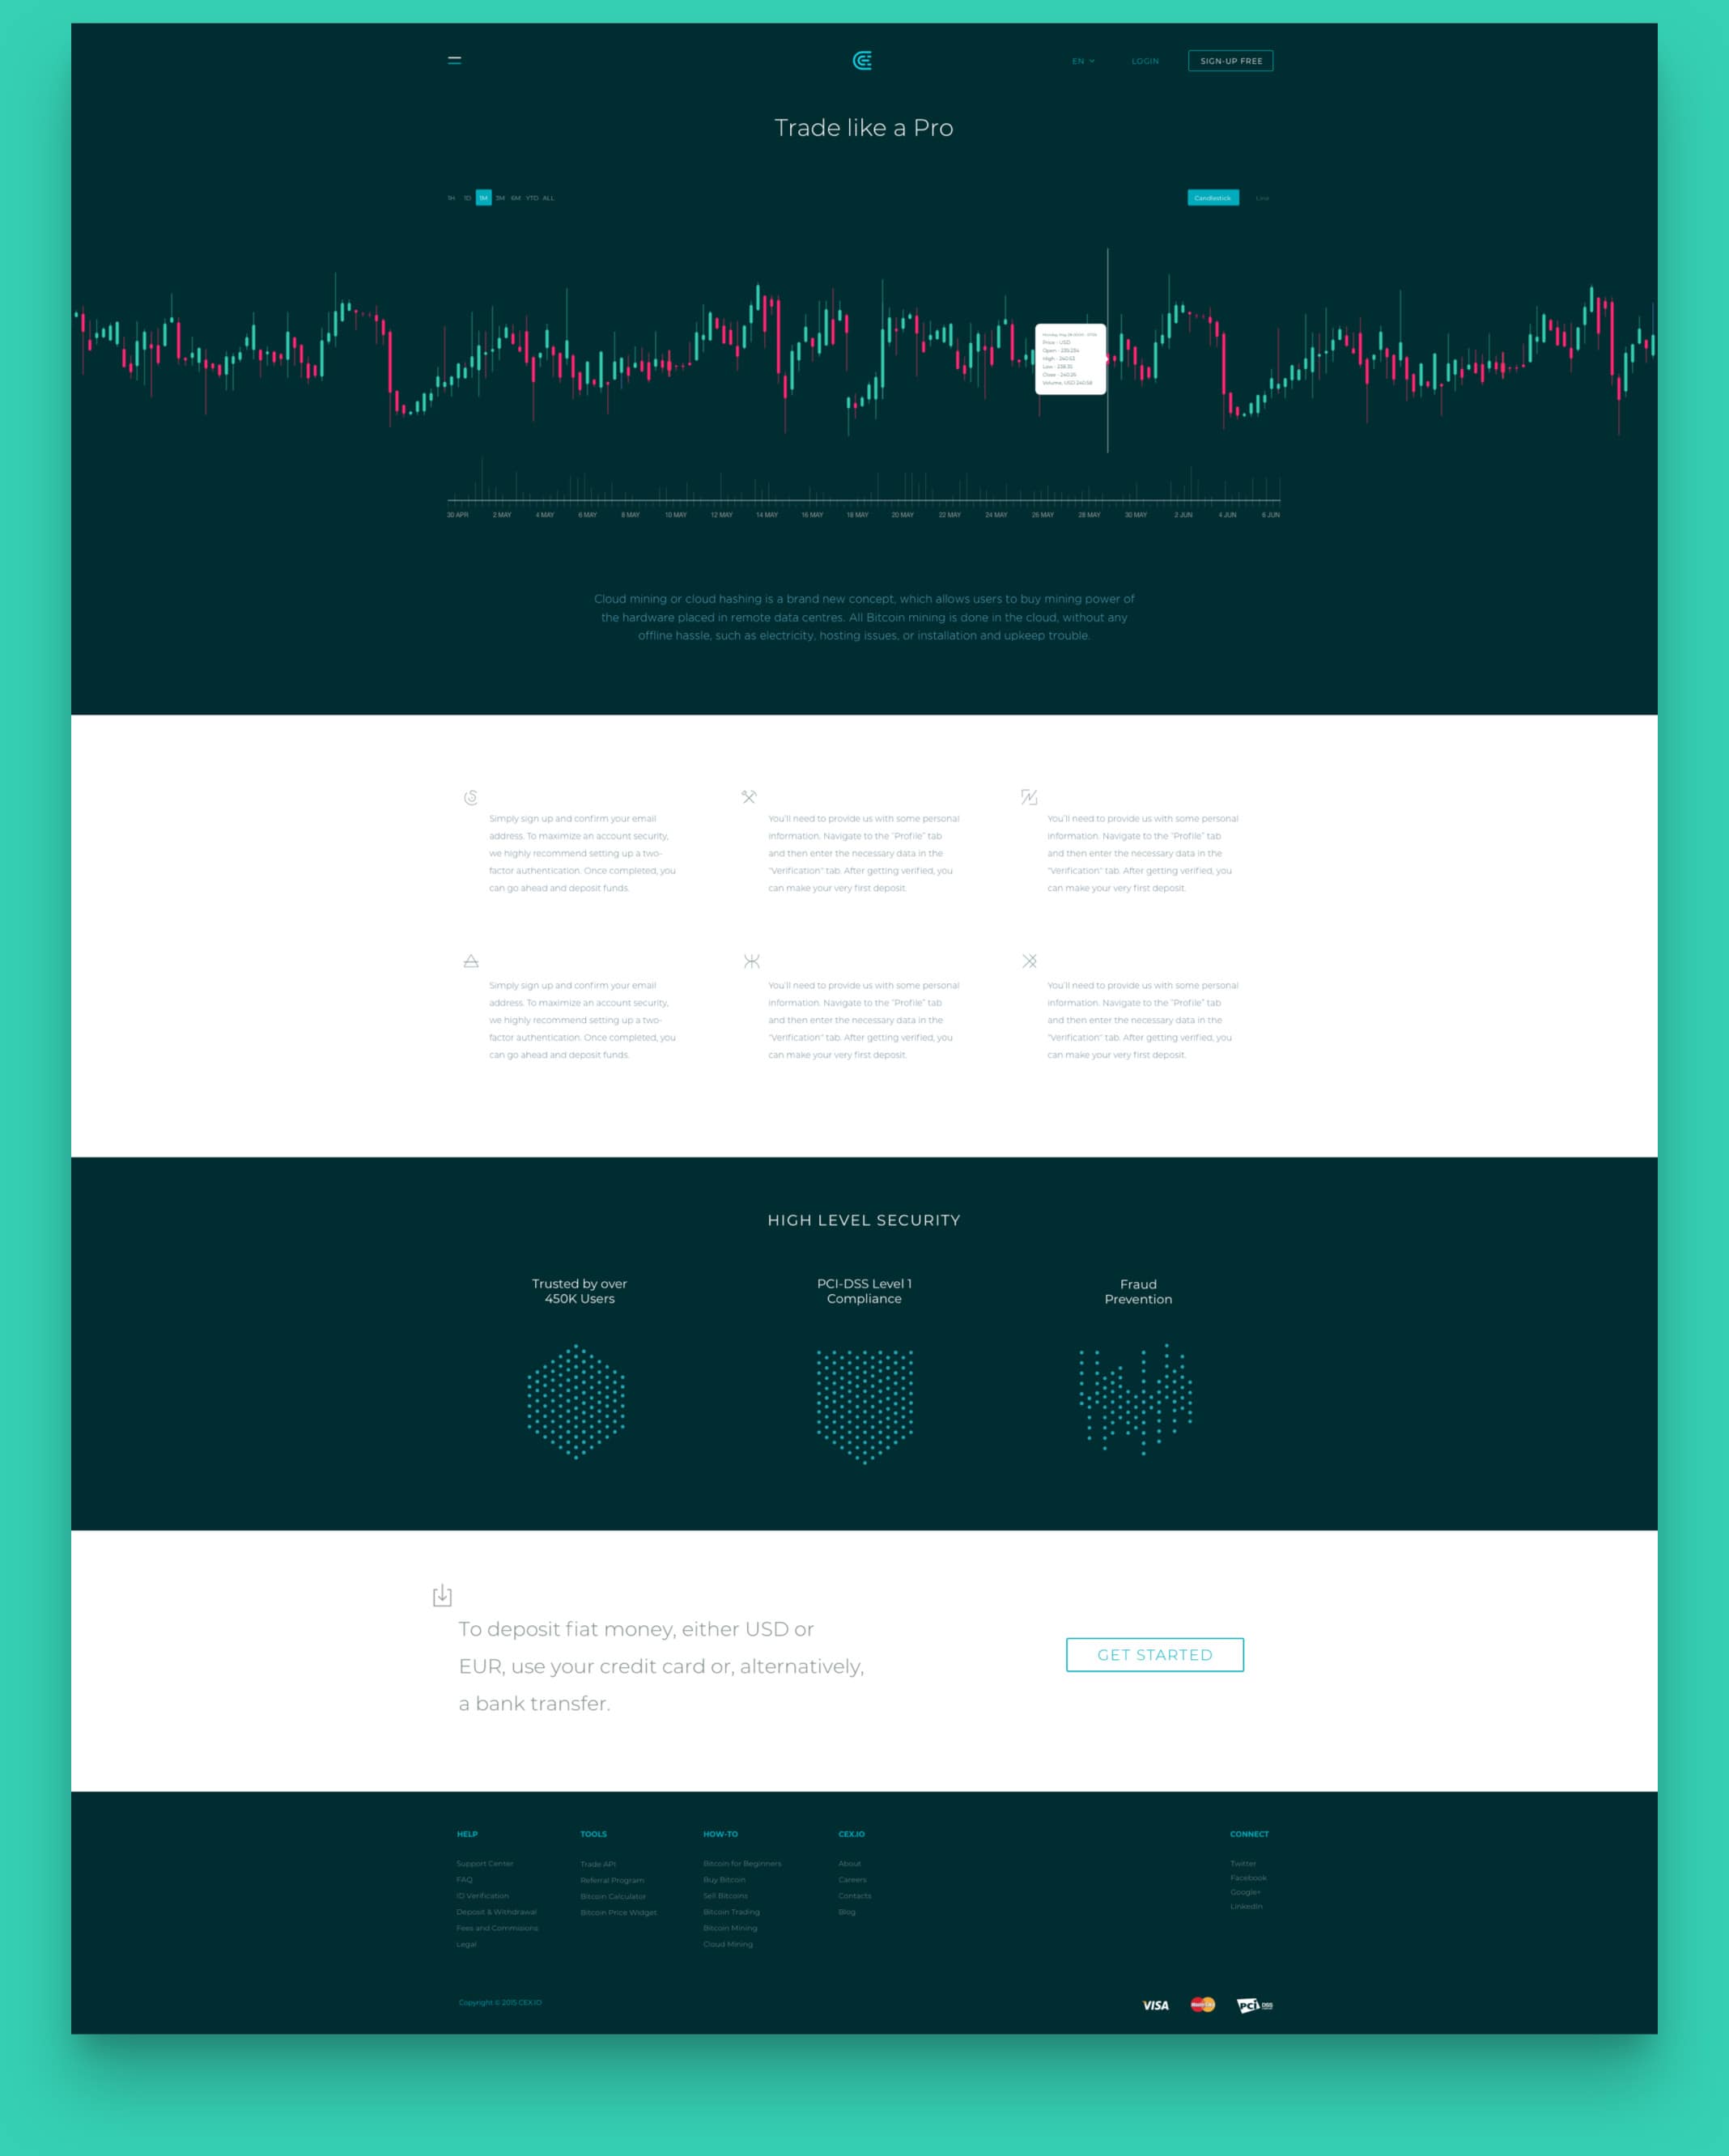 EN
LOGIN
SIGN-UP FREE
Trade like a Pro
1H 1D 1M 3M 6M YTD ALL
Candlestick
Line
Price : USD
Open -
High -
Low -
Close -
Volume, USD
30 APR 2 MAY 4 MAY 6 MAY 8 MAY 10 MAY 12 MAY 14 MAY 16 MAY 18 MAY 20 MAY 22 MAY 24 MAY 26 MAY 28 MAY 30 MAY 2 JUN 4 JUN 6 JUN
Cloud mining or cloud hashing is a brand new concept, which allows users to buy mining power of
the hardware placed in remote data centres. All Bitcoin mining is done in the cloud, without any
offline hassle, such as electricity, hosting issues, or installation and upkeep trouble.
Simply sign up and confirm your email
address. To maximize an account security,
we highly recommend setting up a two-
factor authentication. Once completed, you
can go ahead and deposit funds.
You'll need to provide us with some personal
information. Navigate to the "Profile" tab
and then enter the necessary data in the
"Verification" tab. After getting verified, you
can make your very first deposit.
You'll need to provide us with some personal
information. Navigate to the "Profile" tab
and then enter the necessary data in the
"Verification" tab. After getting verified, you
can make your very first deposit.
Simply sign up and confirm your email
address. To maximize an account security,
we highly recommend setting up a two-
factor authentication. Once completed, you
can go ahead and deposit funds.
You'll need to provide us with some personal
information. Navigate to the "Profile" tab
and then enter the necessary data in the
"Verification" tab. After getting verified, you
can make your very first deposit.
You'll need to provide us with some personal
information. Navigate to the "Profile" tab
and then enter the necessary data in the
"Verification" tab. After getting verified, you
can make your very first deposit.
HIGH LEVEL SECURITY
Trusted by over
450K Users
PCI-DSS Level 1
Compliance
Fraud
Prevention
To deposit fiat money, either USD or
EUR, use your credit card or, alternatively,
a bank transfer.
GET STARTED
HELP
Support Center
FAQ
ID Verification
Deposit & Withdrawal
Fees and Commisions
Legal
TOOLS
Trade API
Referral Program
Bitcoin Calculator
Bitcoin Price Widget
HOW-TO
Bitcoin for Beginners
Buy Bitcoin
Sell Bitcoins
Bitcoin Trading
Bitcoin Mining
Cloud Mining
CEX.IO
About
Careers
Contacts
Blog
CONNECT
Twitter
Facebook
Google+
LinkedIn
Copyright © 2015 CEX.IO
VISA
PCI DSS